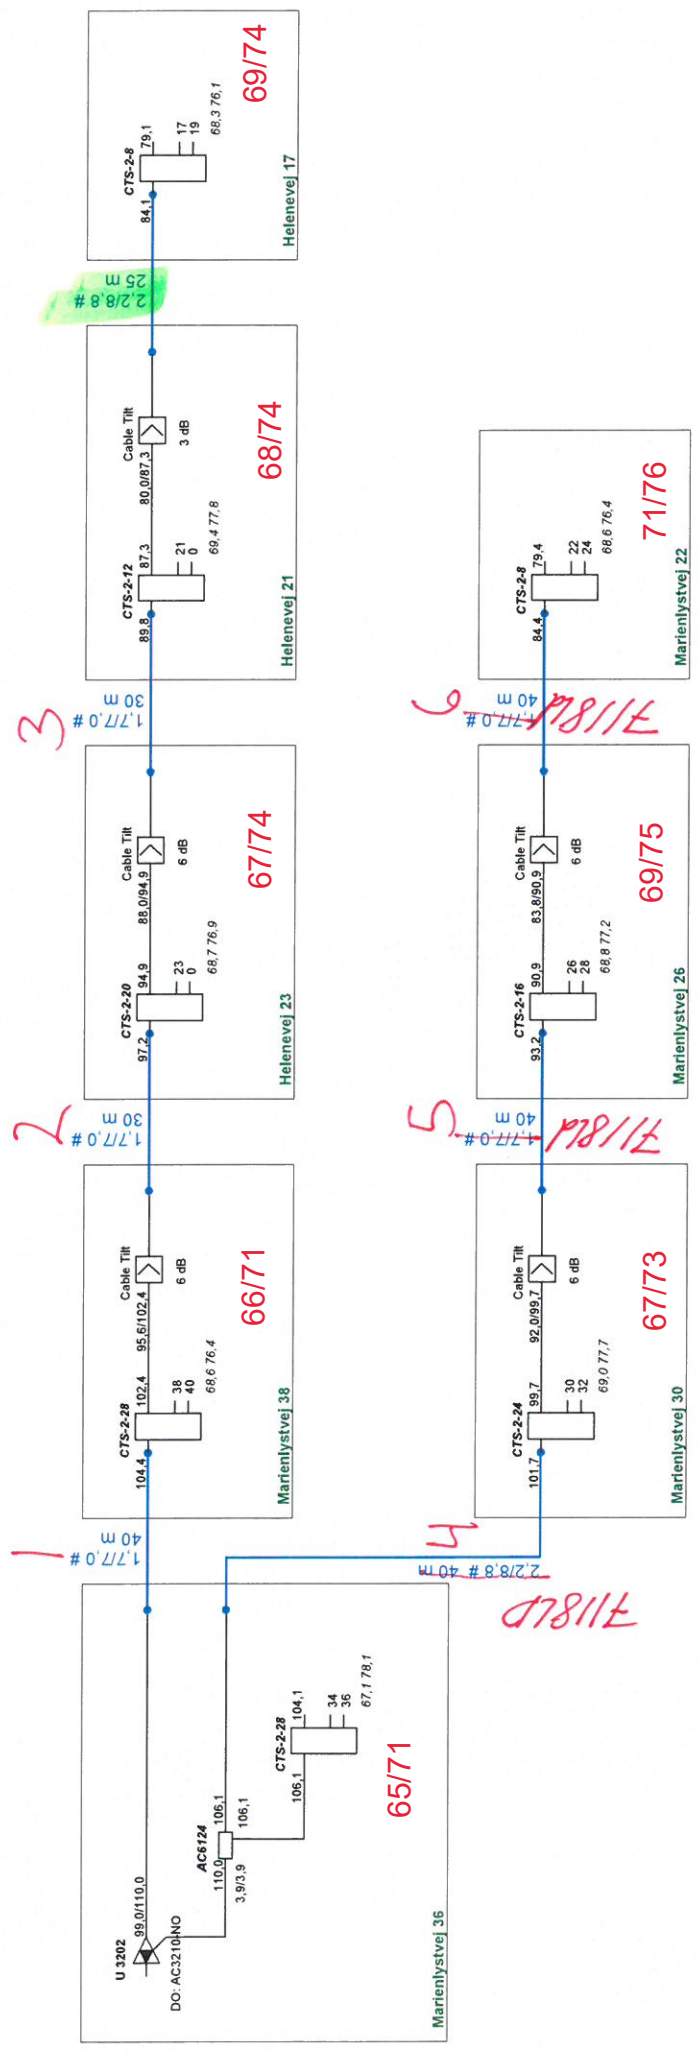 U 3202
99,0/110,0
DO: AC3210-NO
AC6124
110,0
106,1
106,1
3,9/3,9
CTS-2-28
106,1
104,1
34
36
67,1 78,1
65/71
Marienlystvej 36
1
1,7/7,0 #
40 m
CTS-2-28
104,4
102,4
38
40
68,6 76,4
95,6/102,4
Cable Tilt
6 dB
66/71
Marienlystvej 38
2
1,7/7,0 #
30 m
CTS-2-20
97,2
94,9
23
0
68,7 76,9
88,0/94,9
Cable Tilt
6 dB
67/74
Helenevej 23
3
1,7/7,0 #
30 m
CTS-2-12
89,8
87,3
21
0
69,4 77,8
80,0/87,3
Cable Tilt
3 dB
68/74
Helenevej 21
2,2/8,8 #
25 m
CTS-2-8
84,1
79,1
17
19
68,3 76,1
69/74
Helenevej 17
4
2,2/8,8 # 40 m
CTS-2-24
101,7
99,7
30
32
69,0 77,7
92,0/99,7
Cable Tilt
6 dB
67/73
Marienlystvej 30
5
1,7/7,0 #
40 m
CTS-2-16
93,2
90,9
26
28
68,8 77,2
83,8/90,9
Cable Tilt
6 dB
69/75
Marienlystvej 26
6
1,7/7,0 #
40 m
CTS-2-8
84,4
79,4
22
24
68,6 76,4
71/76
Marienlystvej 22